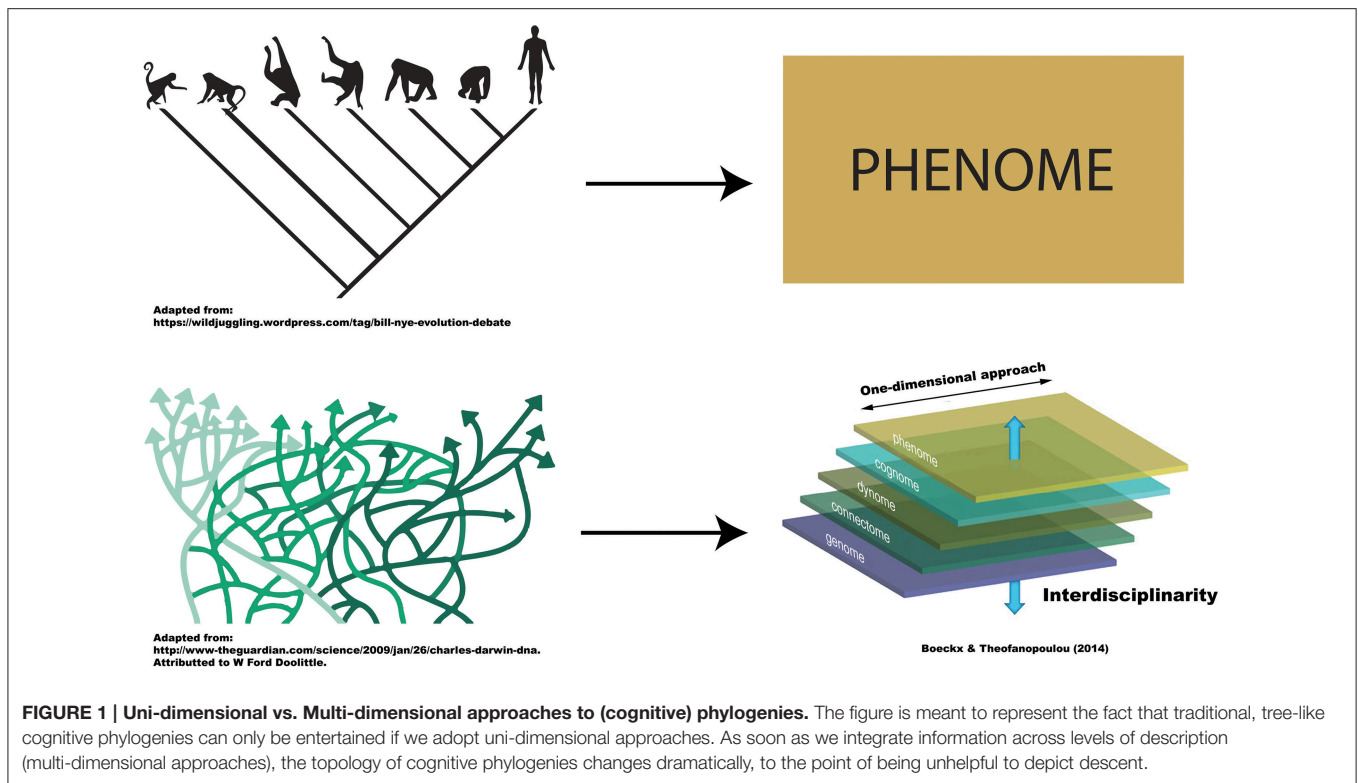 PHENOME
Adapted from:
https://wildjuggling.wordpress.com/tag/bill-nye-evolution-debate
One-dimensional approach
phenome
cognome
dynome
connectome
genome
Interdisciplinarity
Adapted from:
http://www-theguardian.com/science/2009/jan/26/charles-darwin-dna.
Attributted to W Ford Doolittle.
Boeckx & Theofanopoulou (2014)
FIGURE 1 | Uni-dimensional vs. Multi-dimensional approaches to (cognitive) phylogenies. The figure is meant to represent the fact that traditional, tree-like
cognitive phylogenies can only be entertained if we adopt uni-dimensional approaches. As soon as we integrate information across levels of description
(multi-dimensional approaches), the topology of cognitive phylogenies changes dramatically, to the point of being unhelpful to depict descent.